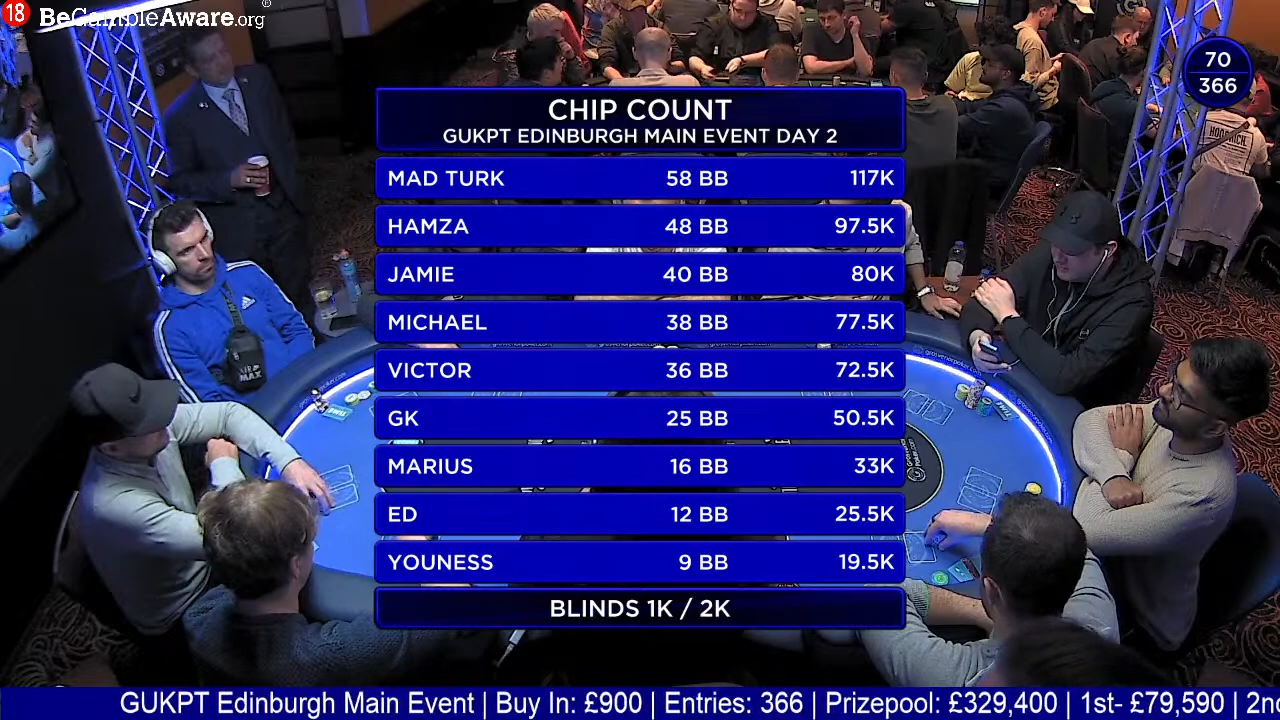 18 BeGambleAware.org®
70
366
CHIP COUNT
GUKPT EDINBURGH MAIN EVENT DAY 2
MAD TURK 58 BB 117K
HAMZA 48 BB 97.5K
JAMIE 40 BB 80K
MICHAEL 38 BB 77.5K
VICTOR 36 BB 72.5K
GK 25 BB 50.5K
MARIUS 16 BB 33K
ED 12 BB 25.5K
YOUNESS 9 BB 19.5K
BLINDS 1K / 2K
AIR
MAX
TIME
TIME
GUKPT Edinburgh Main Event | Buy In: £900 | Entries: 366 | Prizepool: £329,400 | 1st- £79,590 | 2nd